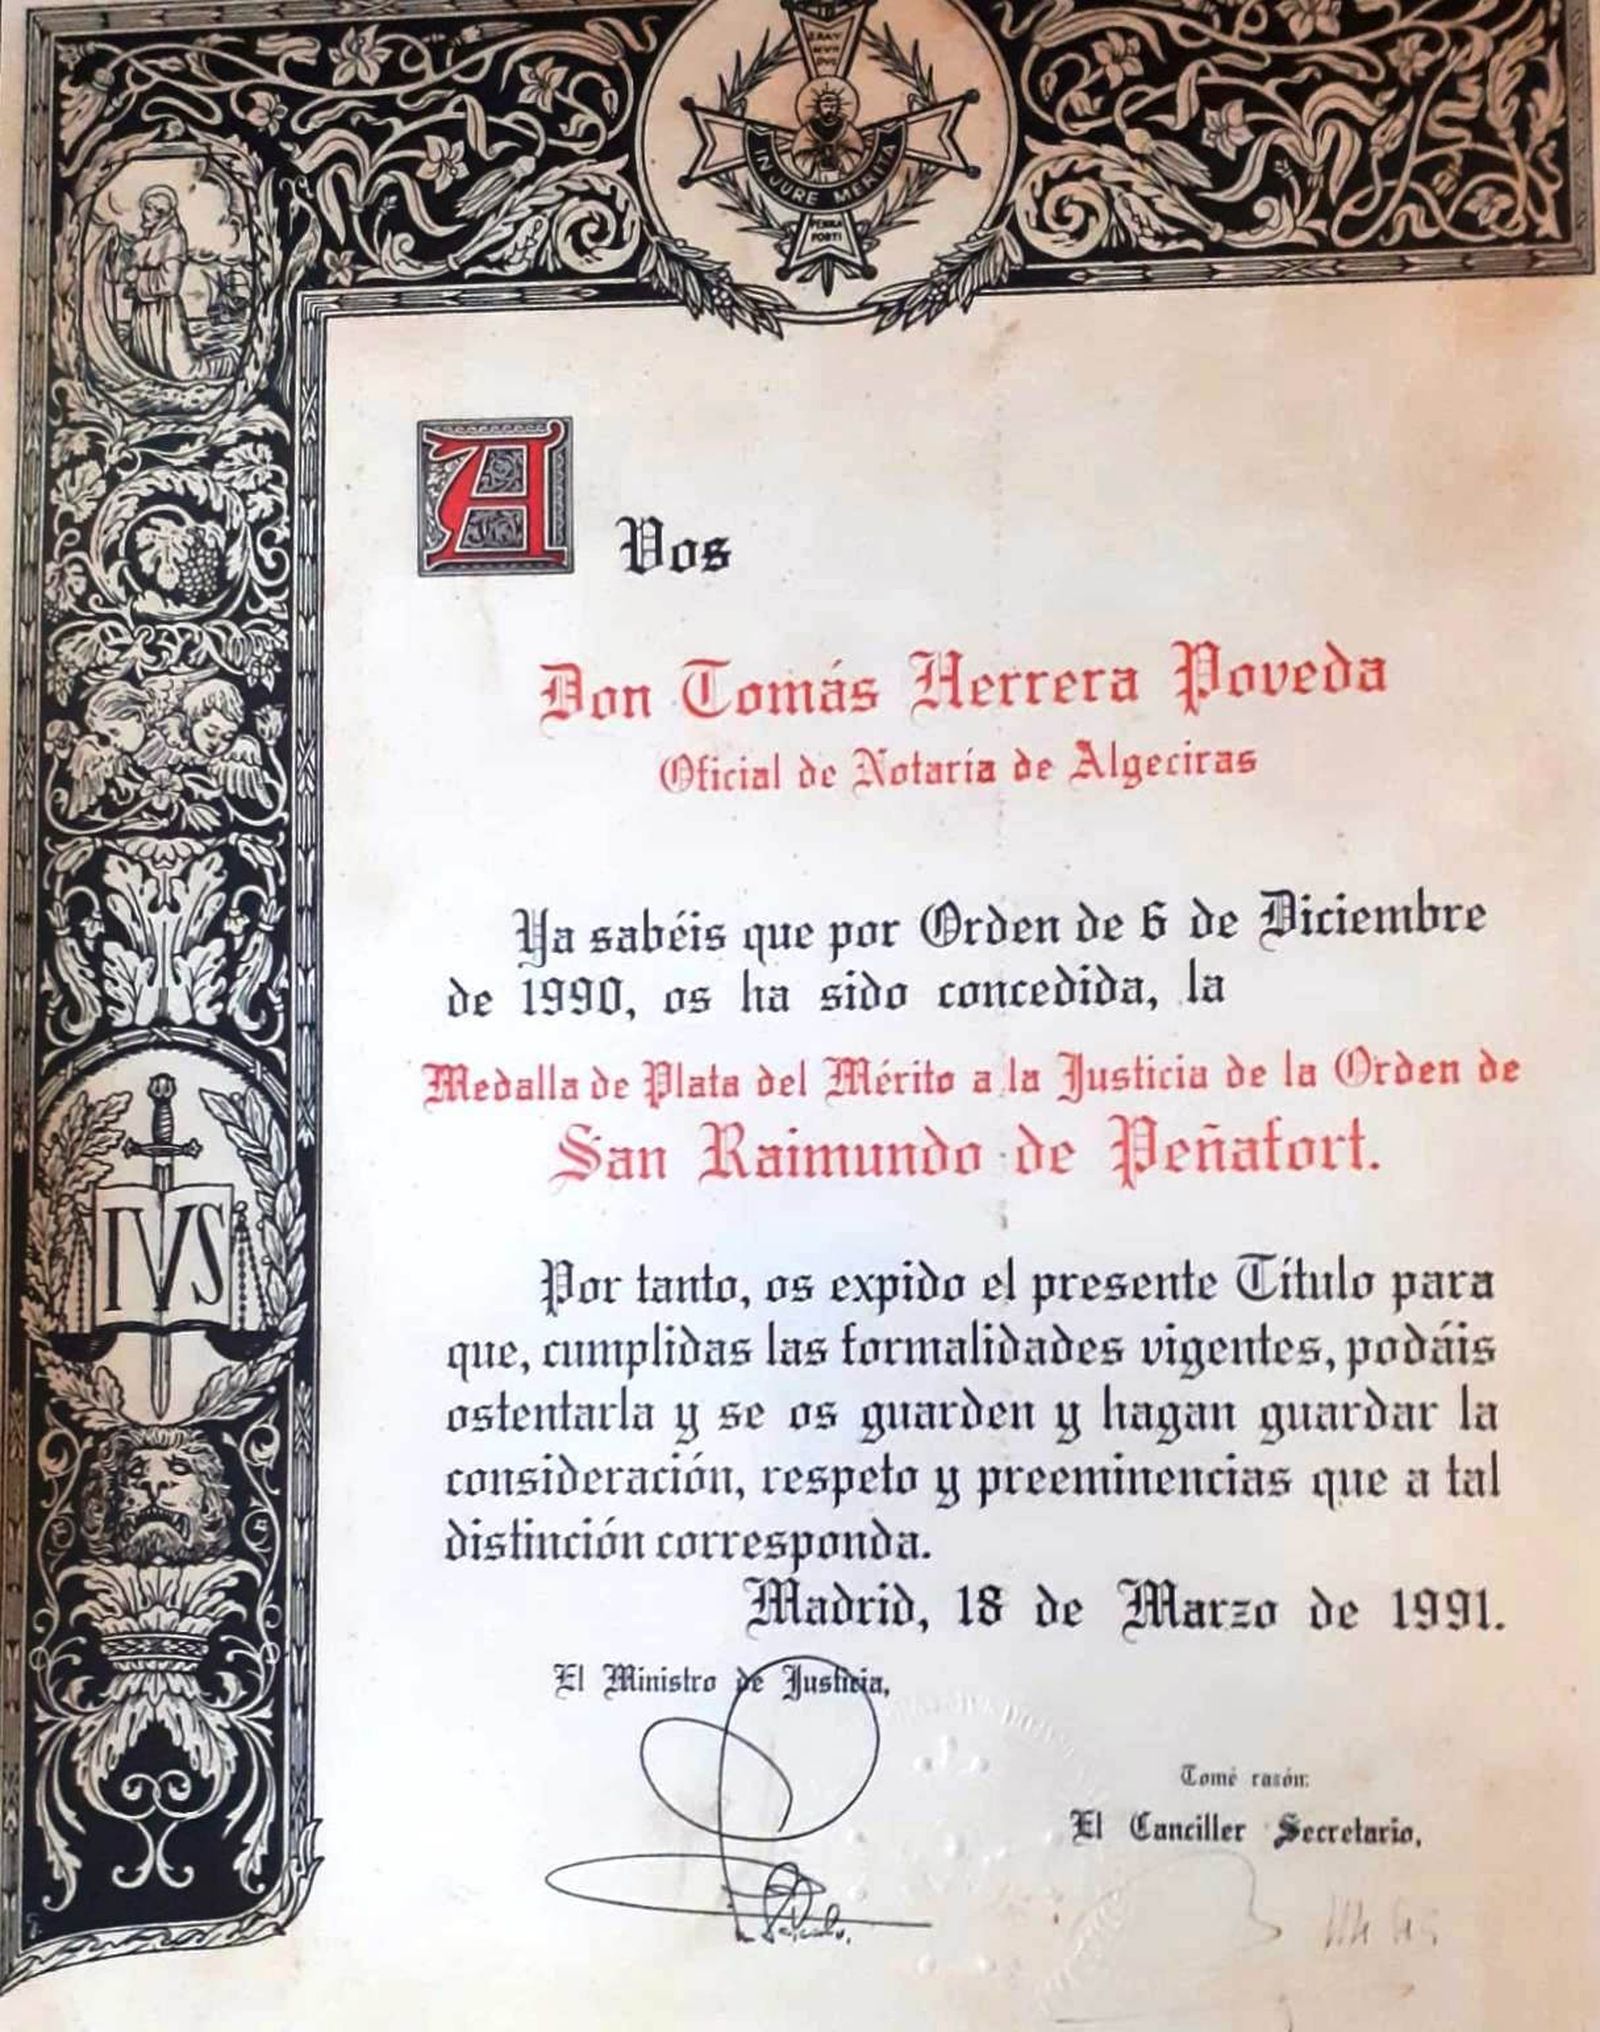 IN JURE MERITA
A Vos
Don Tomás Herrera Poveda
Oficial de Notaría de Algeciras
Ya sabéis que por Orden de 6 de Diciembre
de 1990, os ha sido concedida, la
Medalla de Plata del Mérito a la Justicia de la Orden de
San Raimundo de Peñafort.
IVS
Por tanto, os expido el presente Título para
que, cumplidas las formalidades vigentes, podáis
ostentarla y se os guarden y hagan guardar la
consideración, respeto y preeminencias que a tal
distinción corresponda.
Madrid, 18 de Marzo de 1991.
El Ministro de Justicia,
Tomé razón:
El Canciller Secretario,